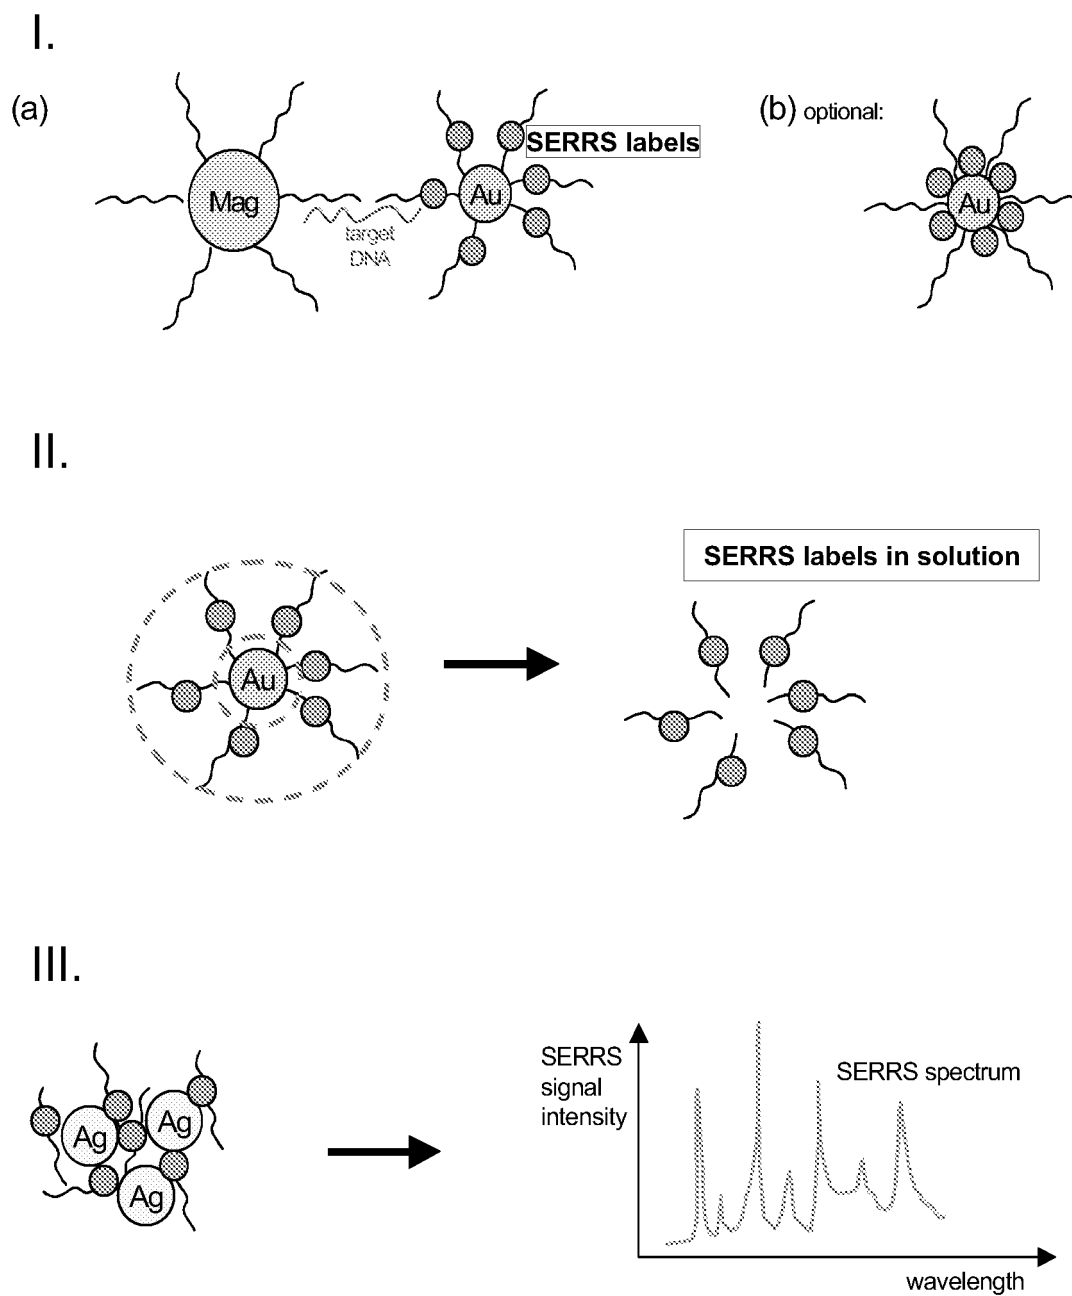 I.
(a)
(b) optional:
SERRS labels
Mag
Au
Au
target
DNA
II.
SERRS labels in solution
Au
III.
SERRS
signal
intensity
SERRS spectrum
Ag
Ag
Ag
wavelength